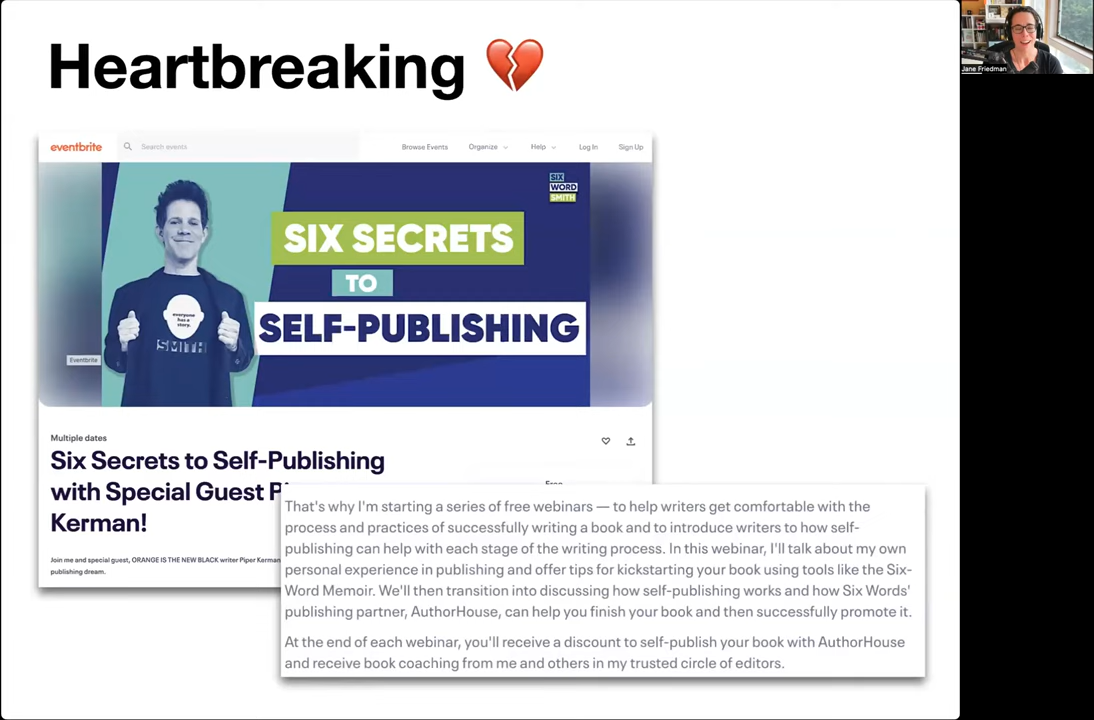 Heartbreaking 💔
Jane Friedman
eventbrite
Search events
Browse Events
Organize
Help
Log In
Sign Up
SIX
WORD
SMITH
SIX SECRETS
TO
SELF-PUBLISHING
everyone
has a
story.
SMITH
Eventbrite
Multiple dates
Six Secrets to Self-Publishing
with Special Guest
Kerman!
Free
Join me and special guest, ORANGE IS THE NEW BLACK writer Piper Kerman
publishing dream.
That's why I'm starting a series of free webinars — to help writers get comfortable with the
process and practices of successfully writing a book and to introduce writers to how self-
publishing can help with each stage of the writing process. In this webinar, I'll talk about my own
personal experience in publishing and offer tips for kickstarting your book using tools like the Six-
Word Memoir. We'll then transition into discussing how self-publishing works and how Six Words'
publishing partner, AuthorHouse, can help you finish your book and then successfully promote it.
At the end of each webinar, you'll receive a discount to self-publish your book with AuthorHouse
and receive book coaching from me and others in my trusted circle of editors.